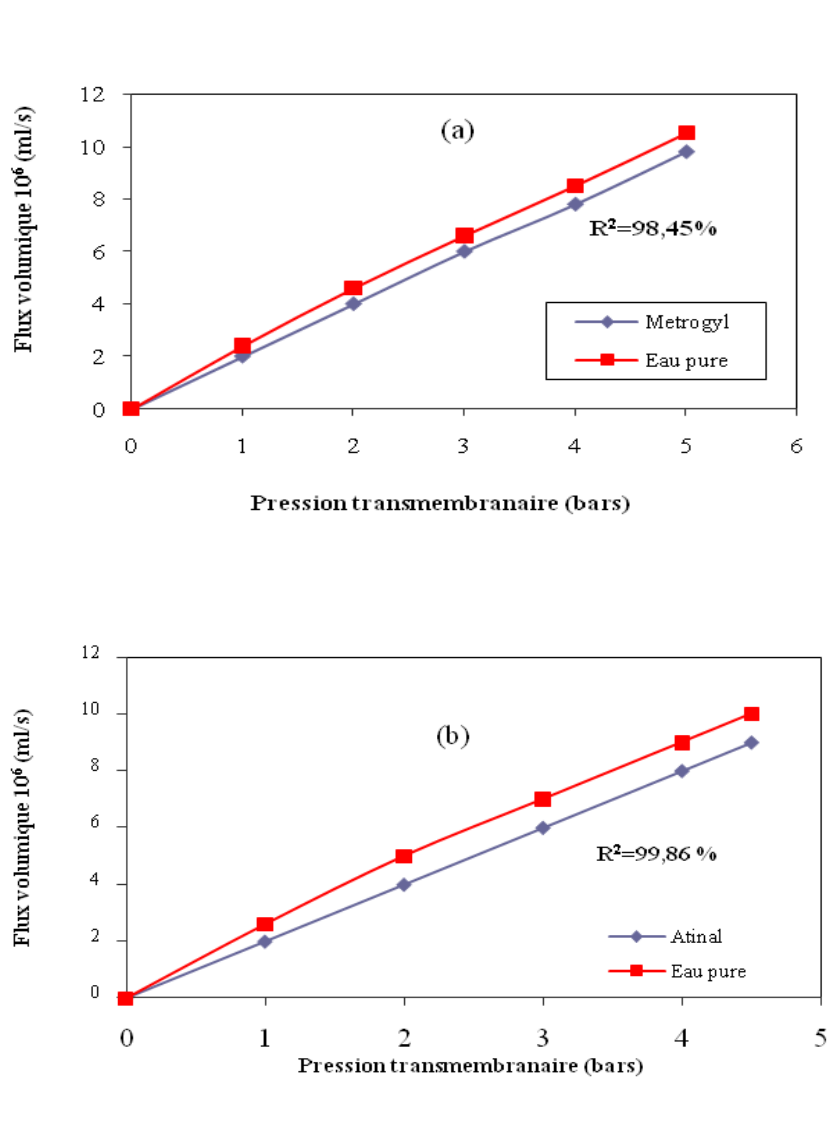 12
10
8
6
4
2
0
Flux volumique 10⁶ (ml/s)
(a)
R²=98,45%
Metrogyl
Eau pure
0 1 2 3 4 5 6
Pression transmembranaire (bars)
12
10
8
6
4
2
0
Flux volumique 10⁶ (ml/s)
(b)
R²=99,86 %
Atinal
Eau pure
0 1 2 3 4 5
Pression transmembranaire (bars)